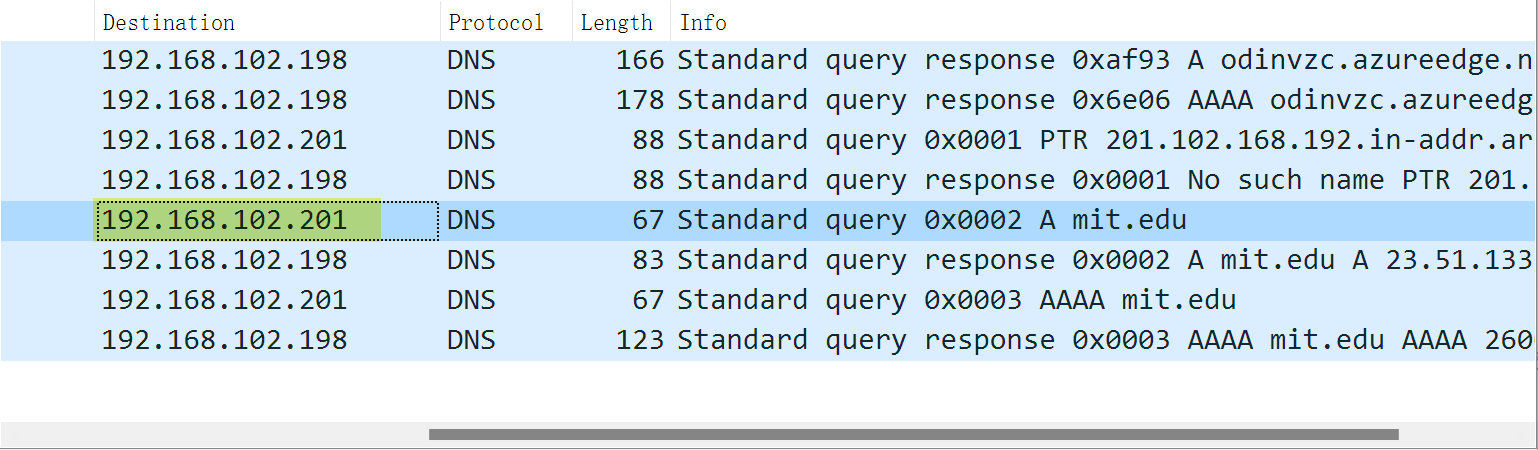 Destination Protocol Length Info
192.168.102.198 DNS 166 Standard query response 0xaf93 A odinvzc.azureedge.n
192.168.102.198 DNS 178 Standard query response 0x6e06 AAAA odinvzc.azureedg
192.168.102.201 DNS 88 Standard query 0x0001 PTR 201.102.168.192.in-addr.ar
192.168.102.198 DNS 88 Standard query response 0x0001 No such name PTR 201.
192.168.102.201 DNS 67 Standard query 0x0002 A mit.edu
192.168.102.198 DNS 83 Standard query response 0x0002 A mit.edu A 23.51.133
192.168.102.201 DNS 67 Standard query 0x0003 AAAA mit.edu
192.168.102.198 DNS 123 Standard query response 0x0003 AAAA mit.edu AAAA 260